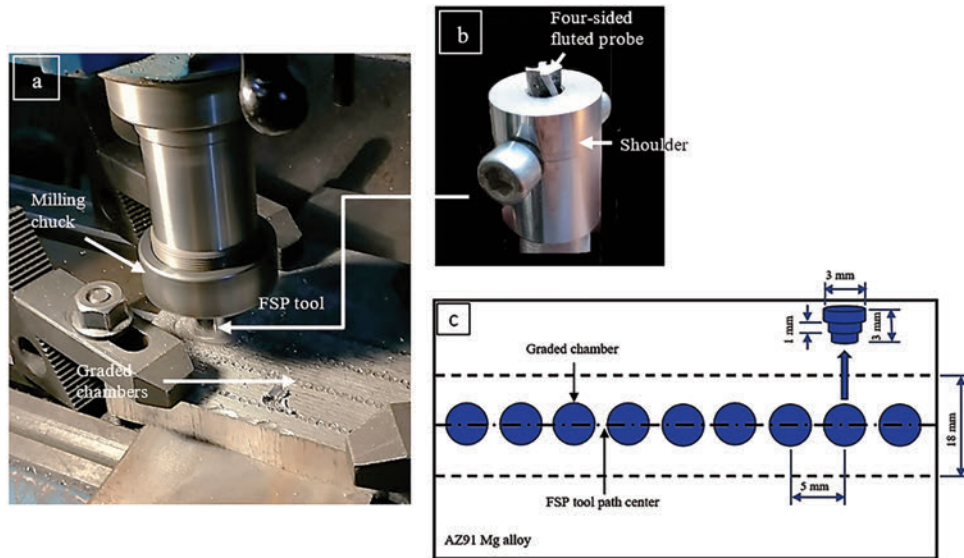 a
Milling
chuck
FSP tool
Graded
chambers
b
Four-sided
fluted probe
Shoulder
c
3 mm
1 mm
3 mm
Graded chamber
18 mm
5 mm
FSP tool path center
AZ91 Mg alloy